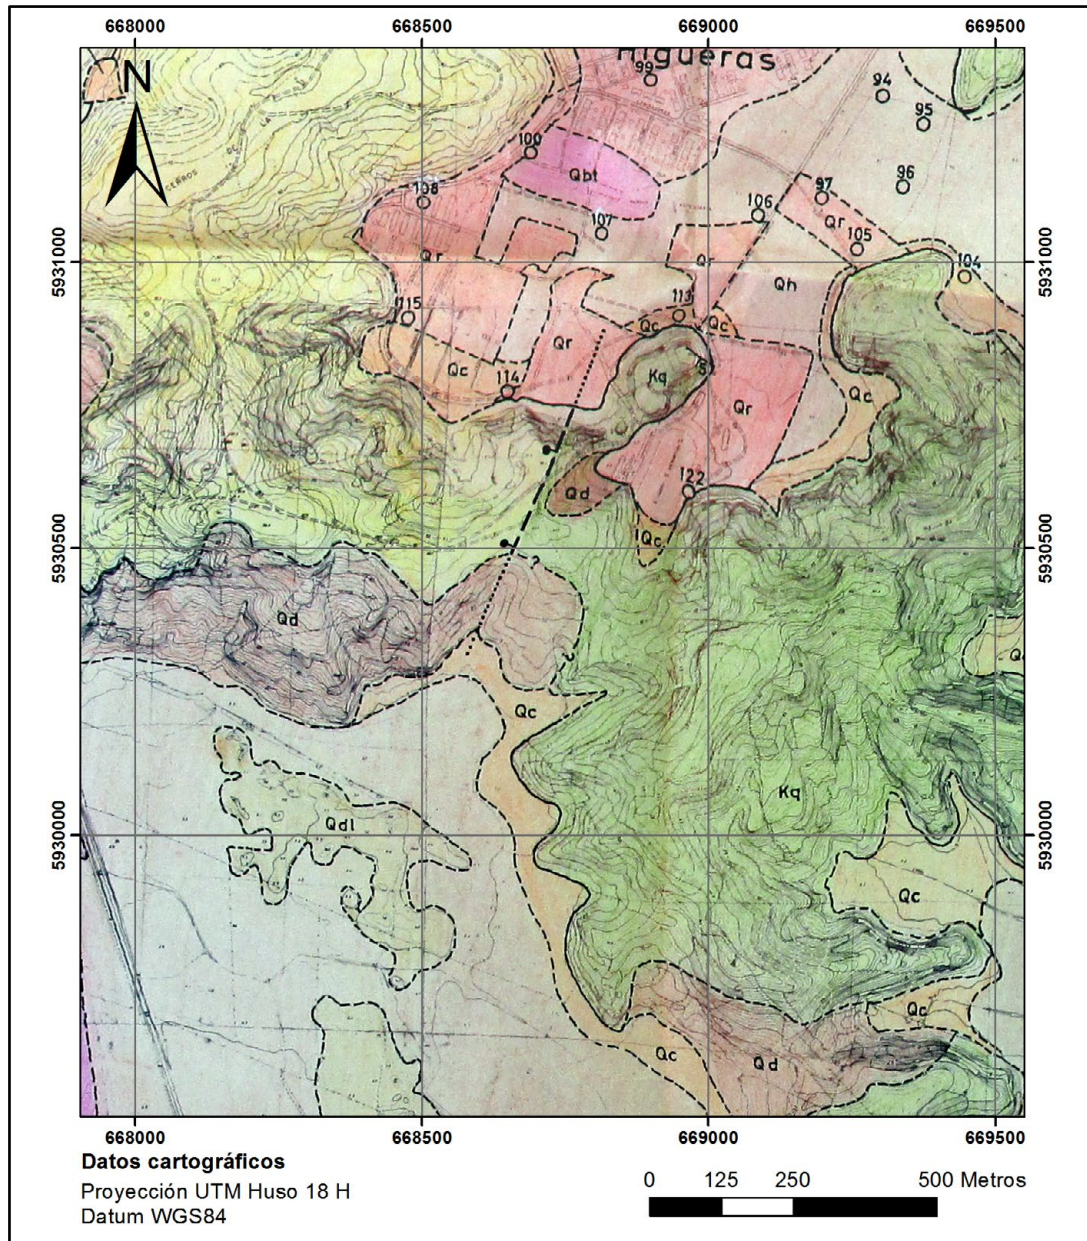 668000 668500 669000 669500
N
Higueras
99
94
95
100
Qbt
96
108
107
106
97
Qr
105
5931000 5931000
Qr
Qr
104
Qh
115
113
Qc
Qc
Qr
Qc
Kq
5
114
Qr
Qc
122
Qd
Qc
5930500 5930500
?
Qd
?
Qc
Kq
Qdl
5930000 5930000
Qc
Qc
Qc
Qd
668000 668500 669000 669500
Datos cartográficos
Proyección UTM Huso 18 H
Datum WGS84
0 125 250 500 Metros